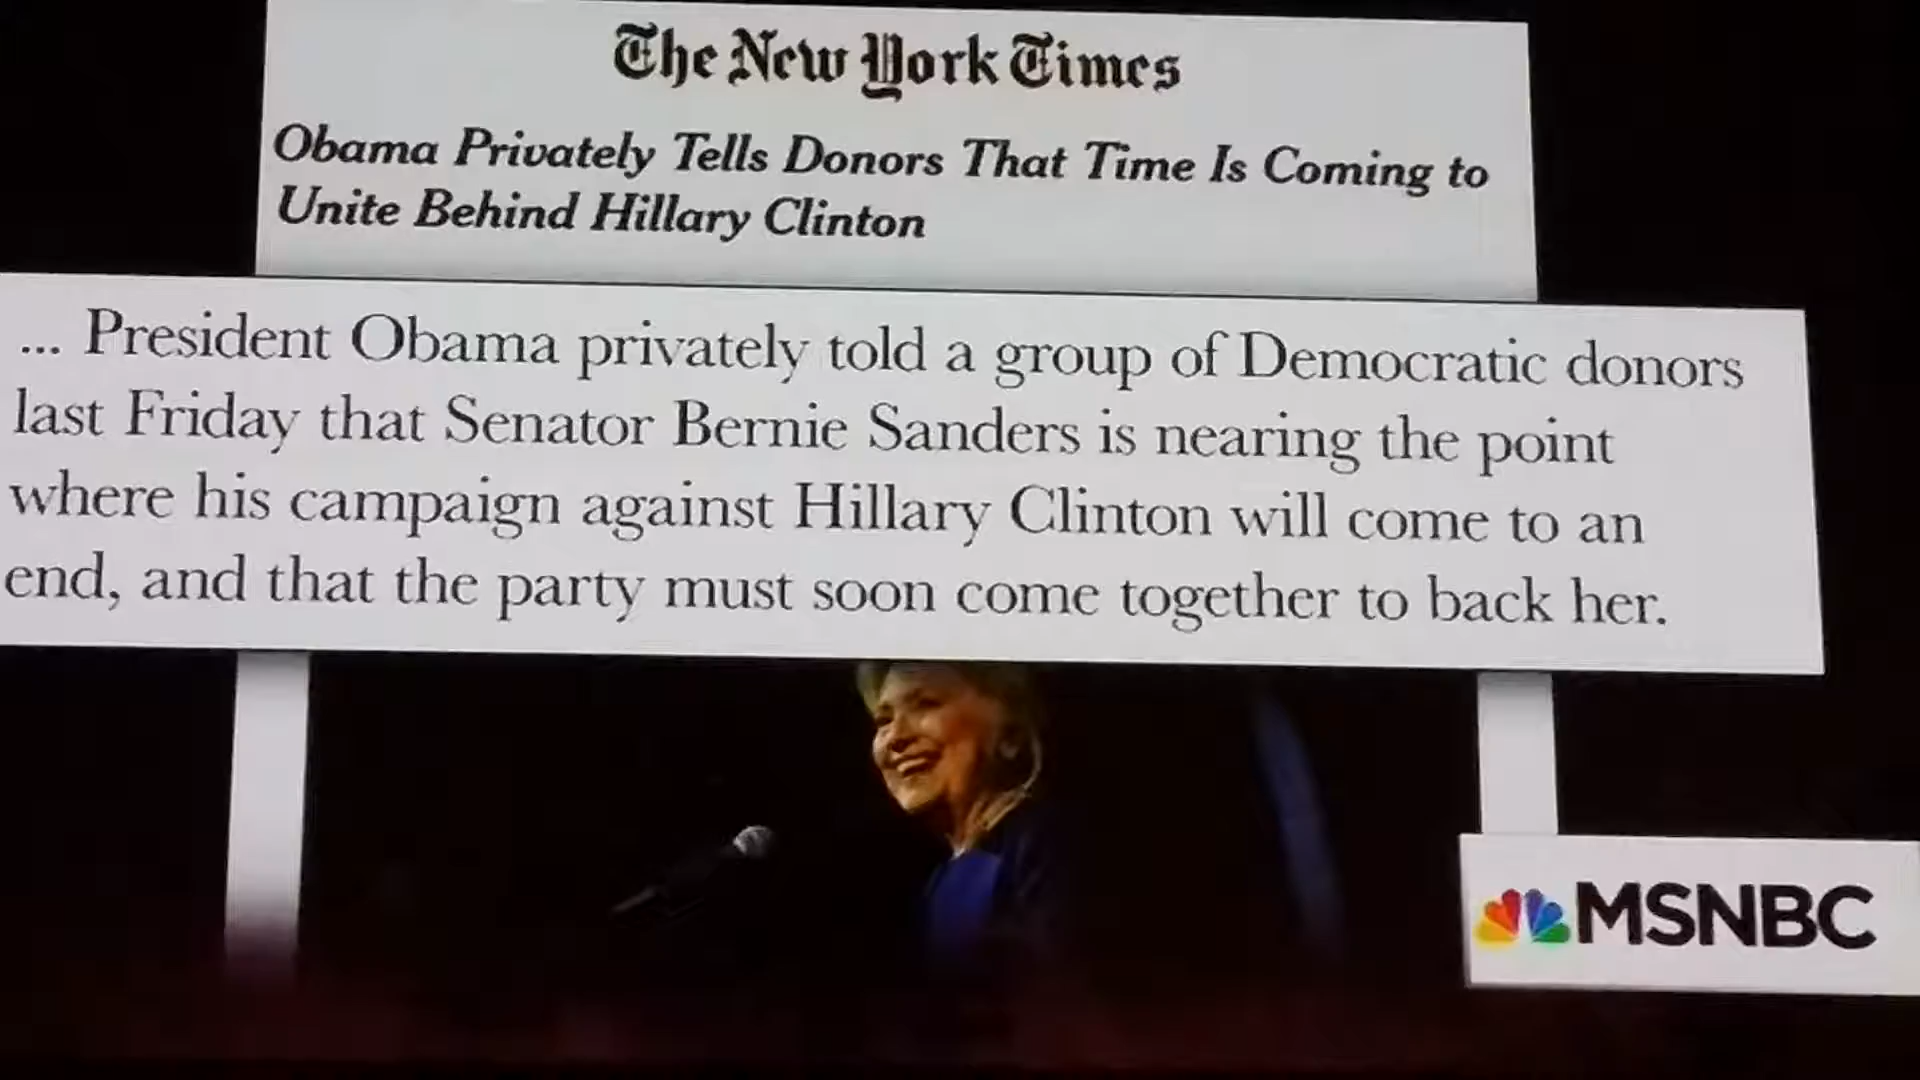 The New York Times
Obama Privately Tells Donors That Time Is Coming to
Unite Behind Hillary Clinton
... President Obama privately told a group of Democratic donors
last Friday that Senator Bernie Sanders is nearing the point
where his campaign against Hillary Clinton will come to an
end, and that the party must soon come together to back her.
MSNBC